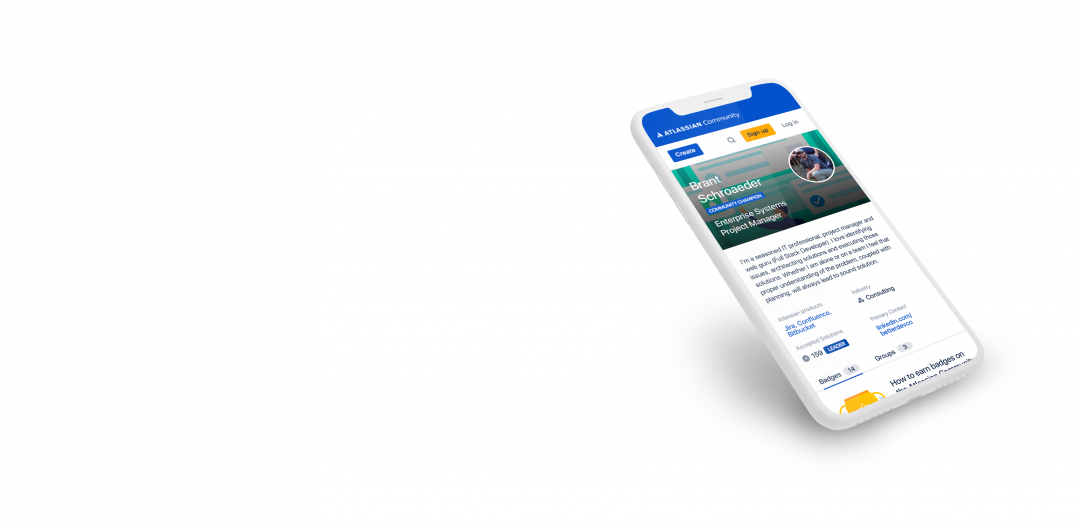 ATLASSIAN Community
Create
Sign up
Log in
Brant
Schroaeder
COMMUNITY CHAMPION
Enterprise Systems
Project Manager
I'm a seasoned IT professional, project manager and
web guru (Full Stack Developer). I love identifying
issues, architecting solutions and executing those
solutions. Whether I am alone or on a team I feel that
proper understanding of the problem, coupled with
planning, will always lead to sound solution.
Atlassian products
Jira, Confluence,
Bitbucket
Industry
Consulting
Accepted Solutions
159 LEADER
Primary Contact
linkedin.com/
betterdevco
Badges 14
Groups 3
How to earn badges on
the Atlassian Community